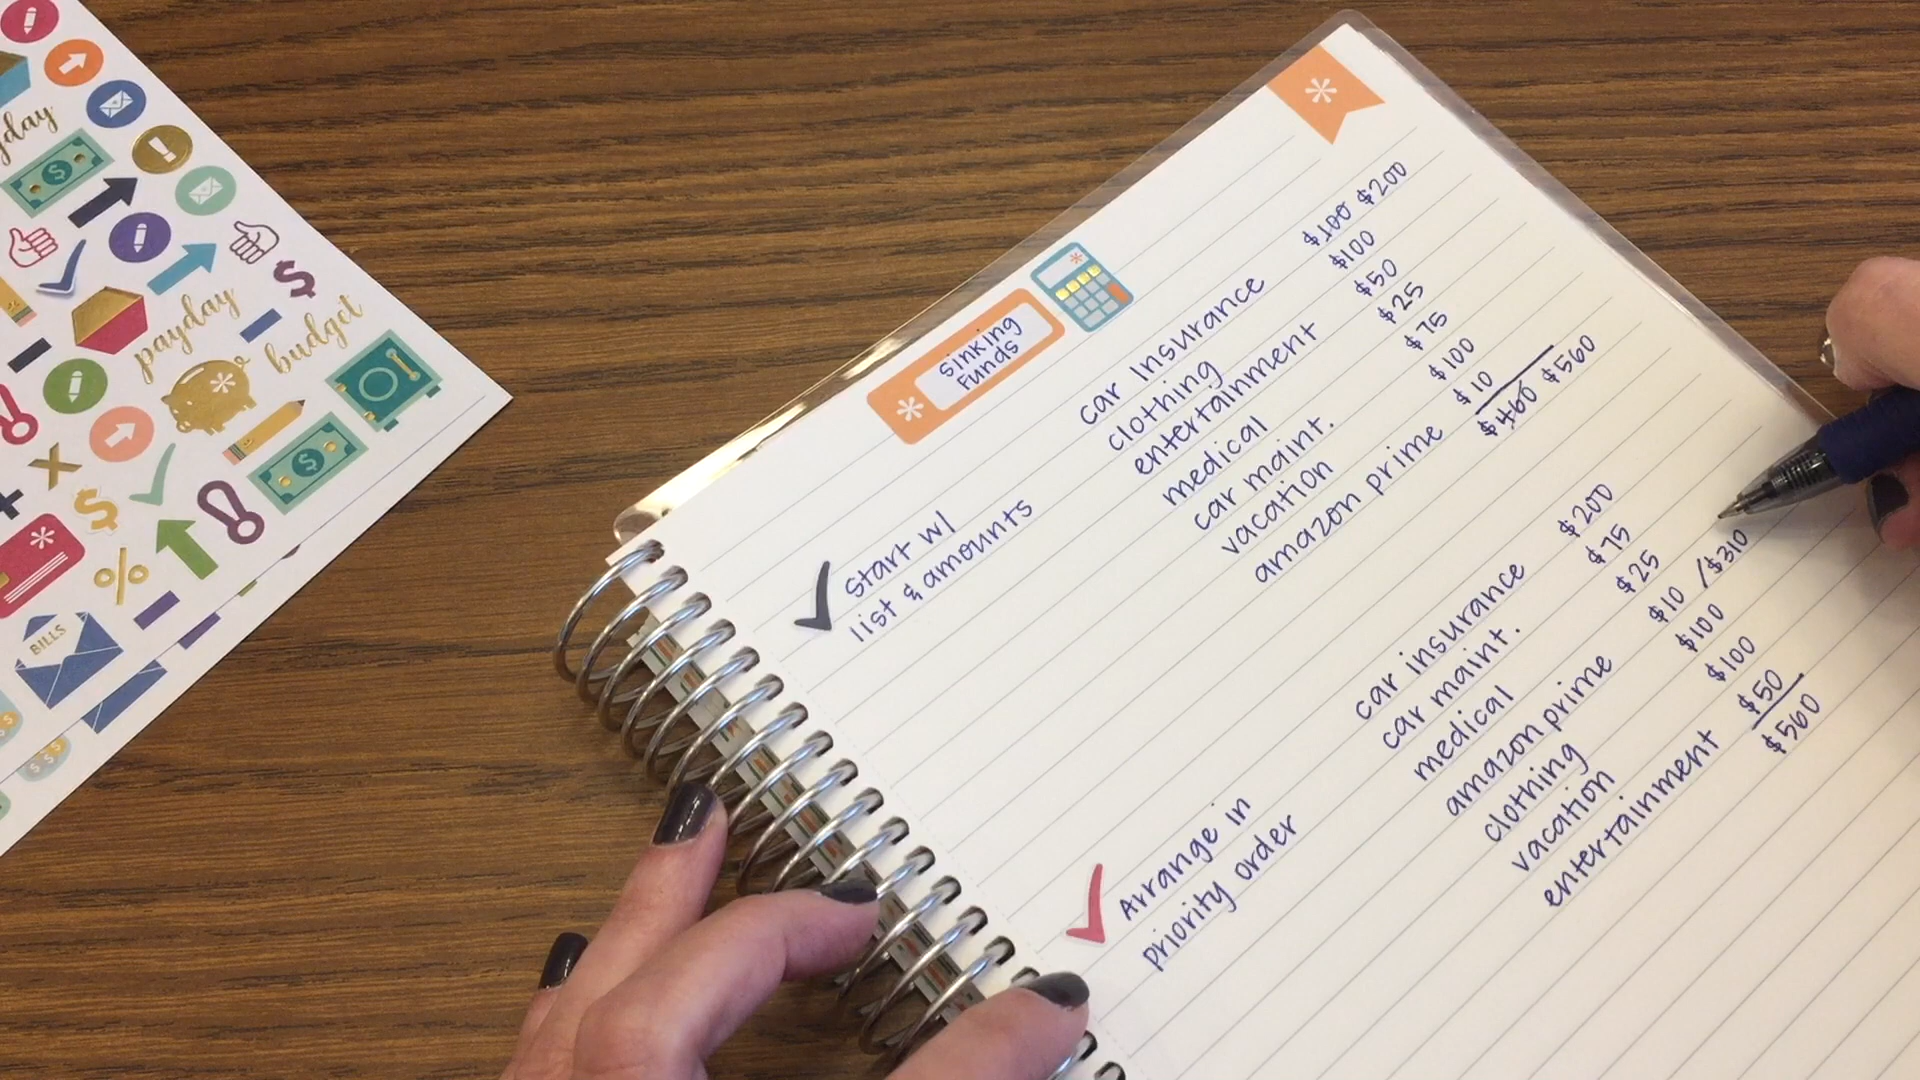 yday
payday
budget
BILLS
Sinking
Funds
Start w/
list & amounts
car insurance $100 $200
clothing $100
entertainment $50
medical $25
car maint. $75
vacation $100
amazon prime $10
$460 $560
Arrange in
priority order
car insurance $200
car maint. $75
medical $25
amazon prime $10 /$310
clothing $100
vacation $100
entertainment $50
$560